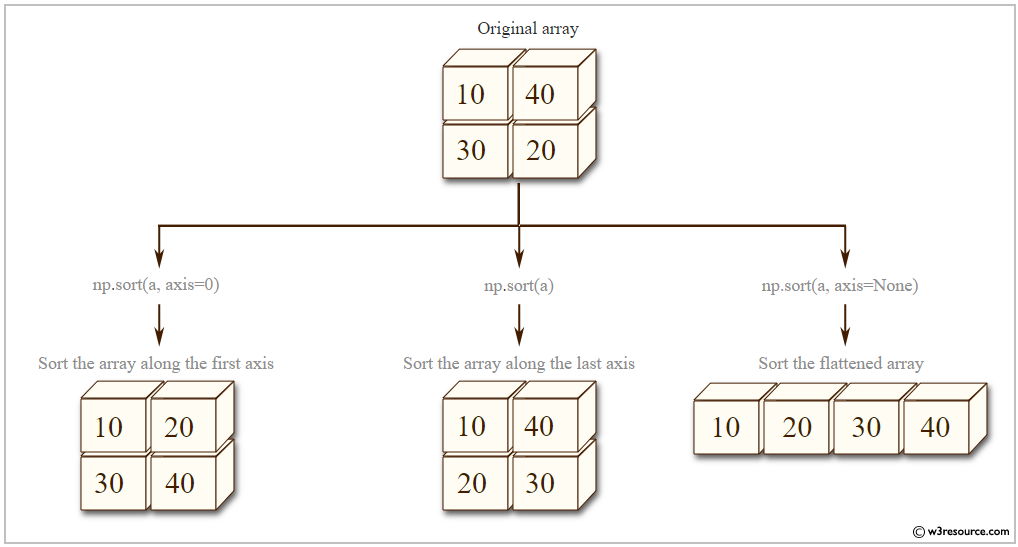 Original array
10 40
30 20
np.sort(a, axis=0) np.sort(a) np.sort(a, axis=None)
Sort the array along the first axis Sort the array along the last axis Sort the flattened array
10 20 10 40 10 20 30 40
30 40 20 30
© w3resource.com